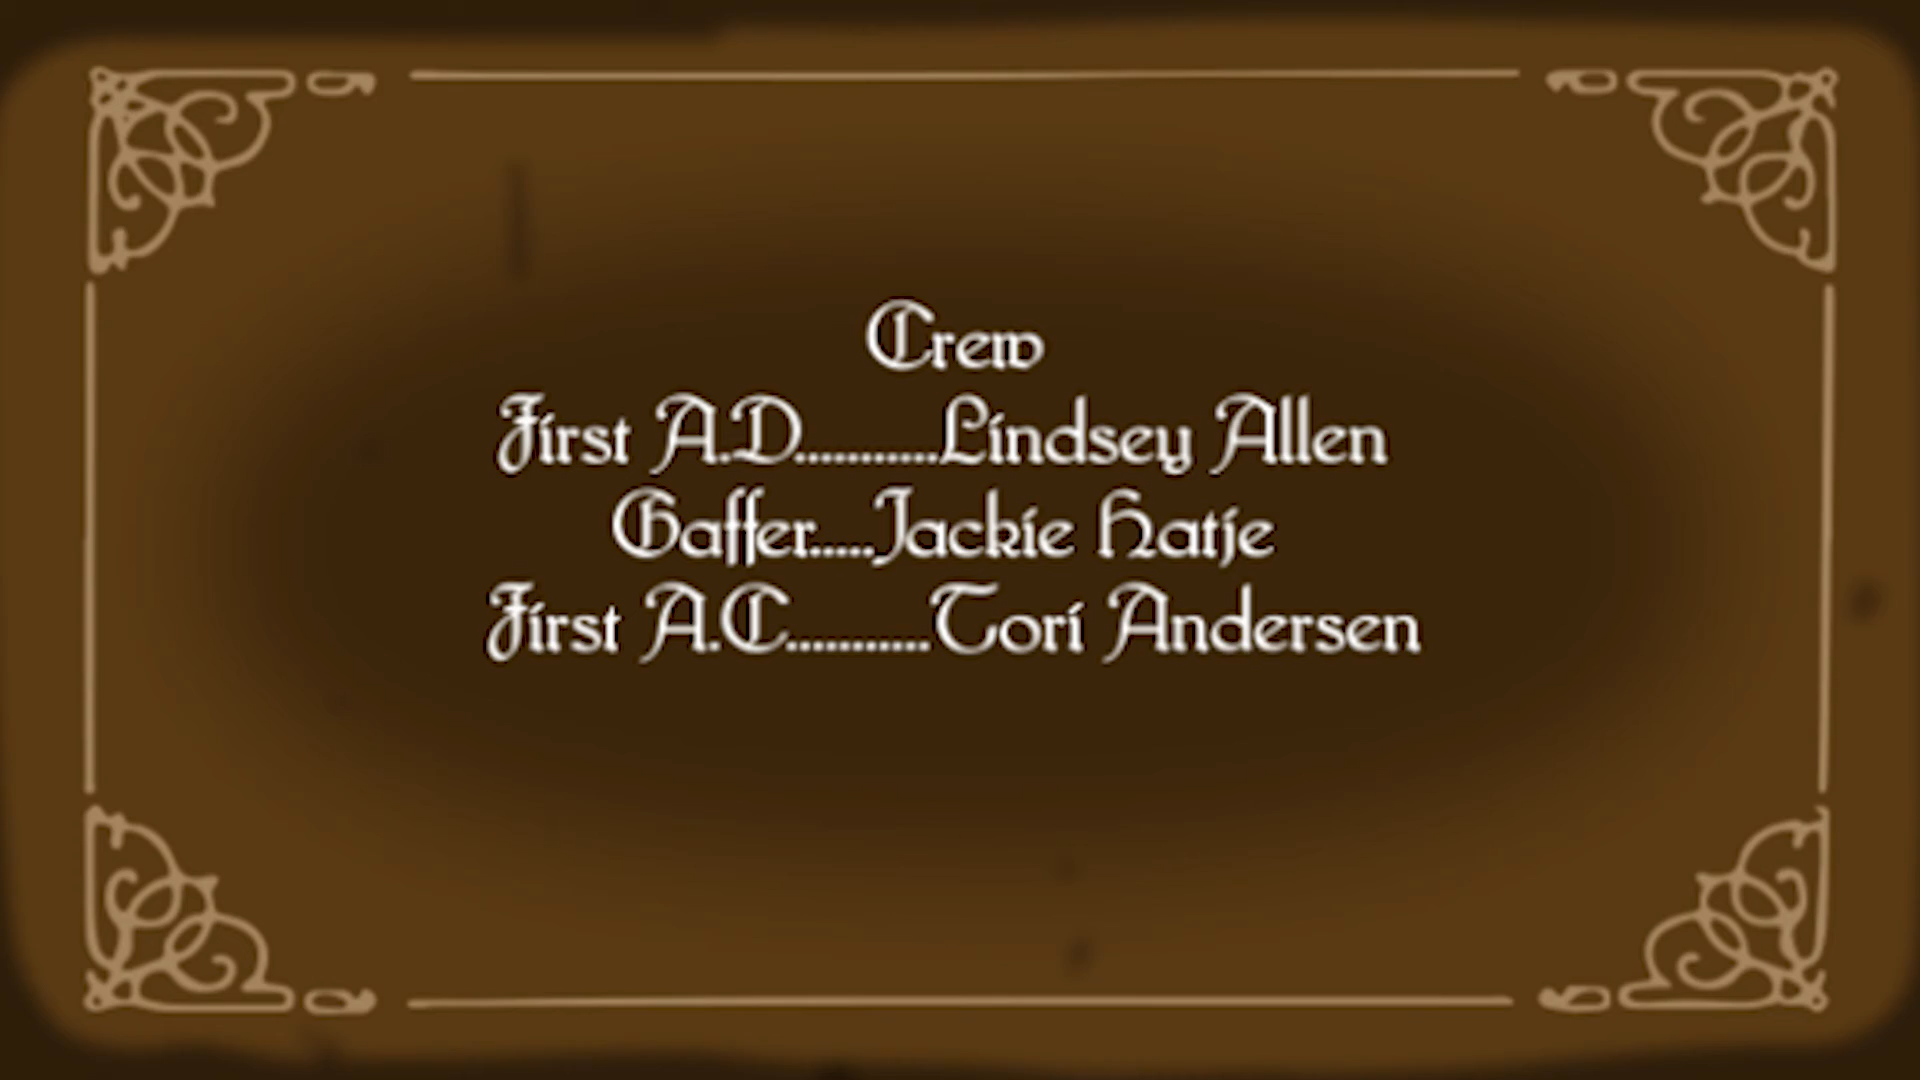 Crew
First A.D...........Lindsey Allen
Gaffer.....Jackie Hatje
First A.C...........Tori Andersen